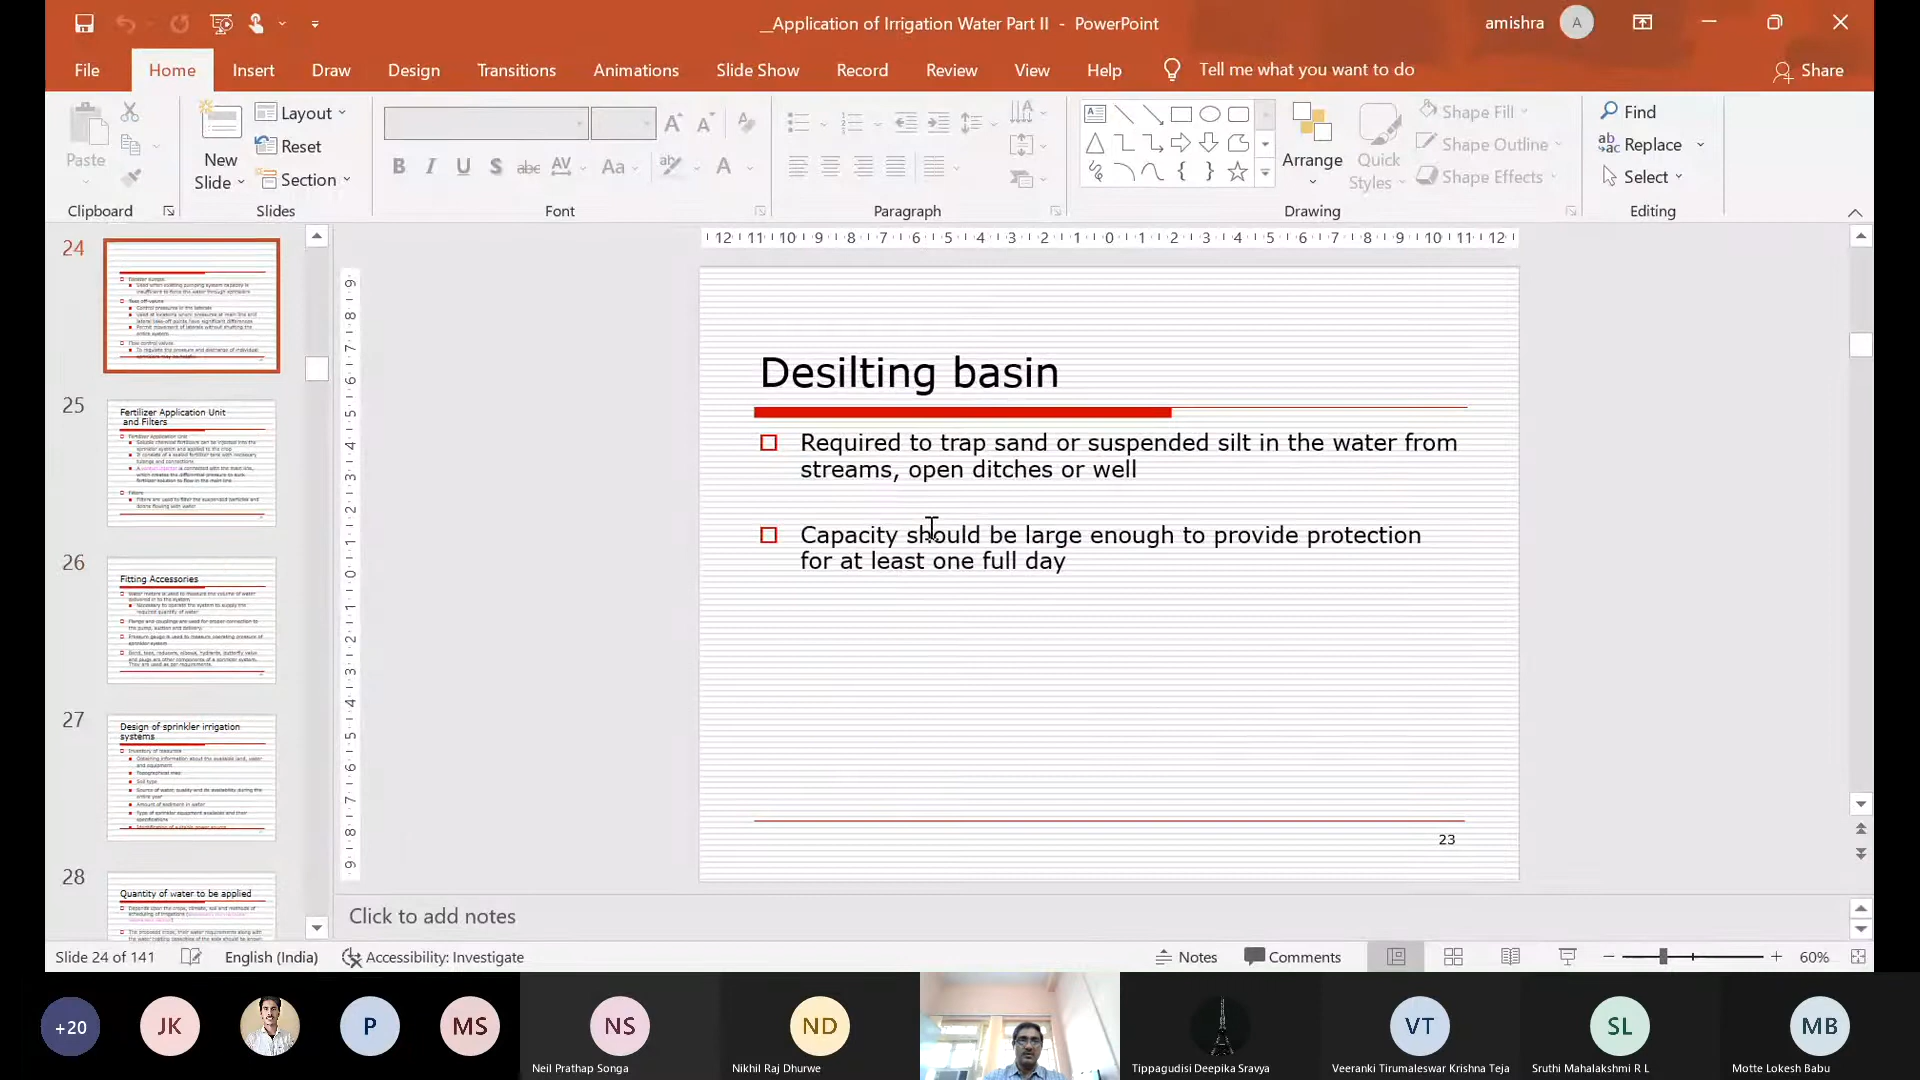 __Application of Irrigation Water Part II - PowerPoint
amishra
A
File
Home
Insert
Draw
Design
Transitions
Animations
Slide Show
Record
Review
View
Help
Tell me what you want to do
Share
Paste
New
Slide
Layout
Reset
Section
Arrange
Quick
Styles
Shape Fill
Shape Outline
Shape Effects
Find
Replace
Select
Clipboard
Slides
Font
Paragraph
Drawing
Editing
24
25
Fertilizer Application Unit
and Filters
26
Fitting Accessories
27
Design of sprinkler irrigation
systems
28
Quantity of water to be applied
Desilting basin
Required to trap sand or suspended silt in the water from
streams, open ditches or well
Capacity should be large enough to provide protection
for at least one full day
23
Click to add notes
Slide 24 of 141
English (India)
Accessibility: Investigate
Notes
Comments
60%
+20
JK
P
MS
NS
ND
VT
SL
MB
Neil Prathap Songa
Nikhil Raj Dhurwe
Tippagudisi Deepika Sravya
Veeranki Tirumaleswar Krishna Teja
Sruthi Mahalakshmi R L
Motte Lokesh Babu